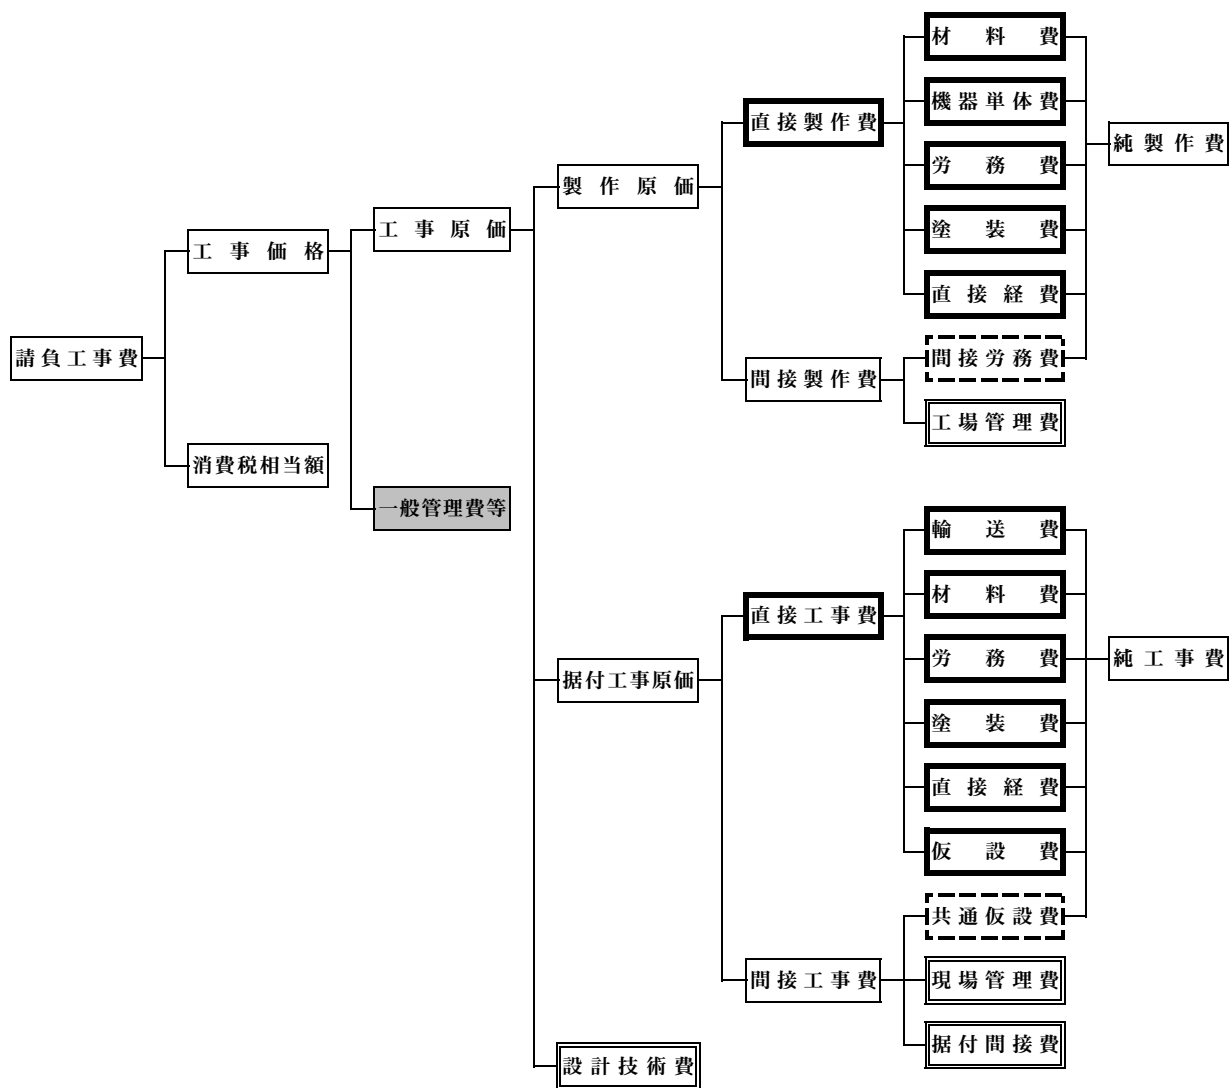 材料費
機器単体費
直接製作費
純製作費
労務費
製作原価
工事原価
塗装費
工事価格
直接経費
請負工事費
間接労務費
間接製作費
工場管理費
消費税相当額
一般管理費等
輸送費
材料費
直接工事費
労務費
純工事費
据付工事原価
塗装費
直接経費
仮設費
共通仮設費
間接工事費
現場管理費
据付間接費
設計技術費